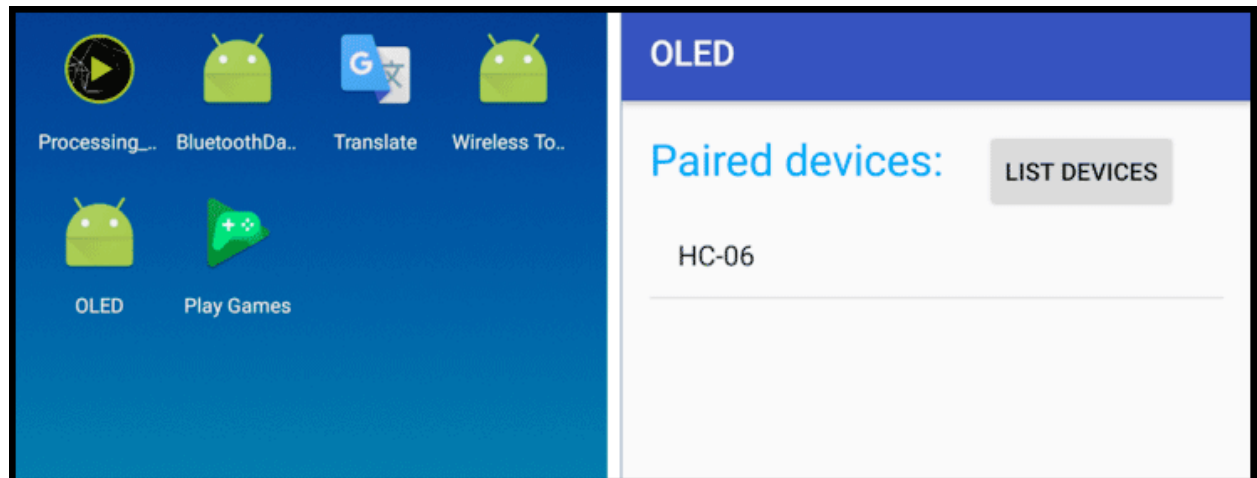 Processing_..
BluetoothDa..
Translate
Wireless To..
OLED
Play Games
OLED
Paired devices:
LIST DEVICES
HC-06